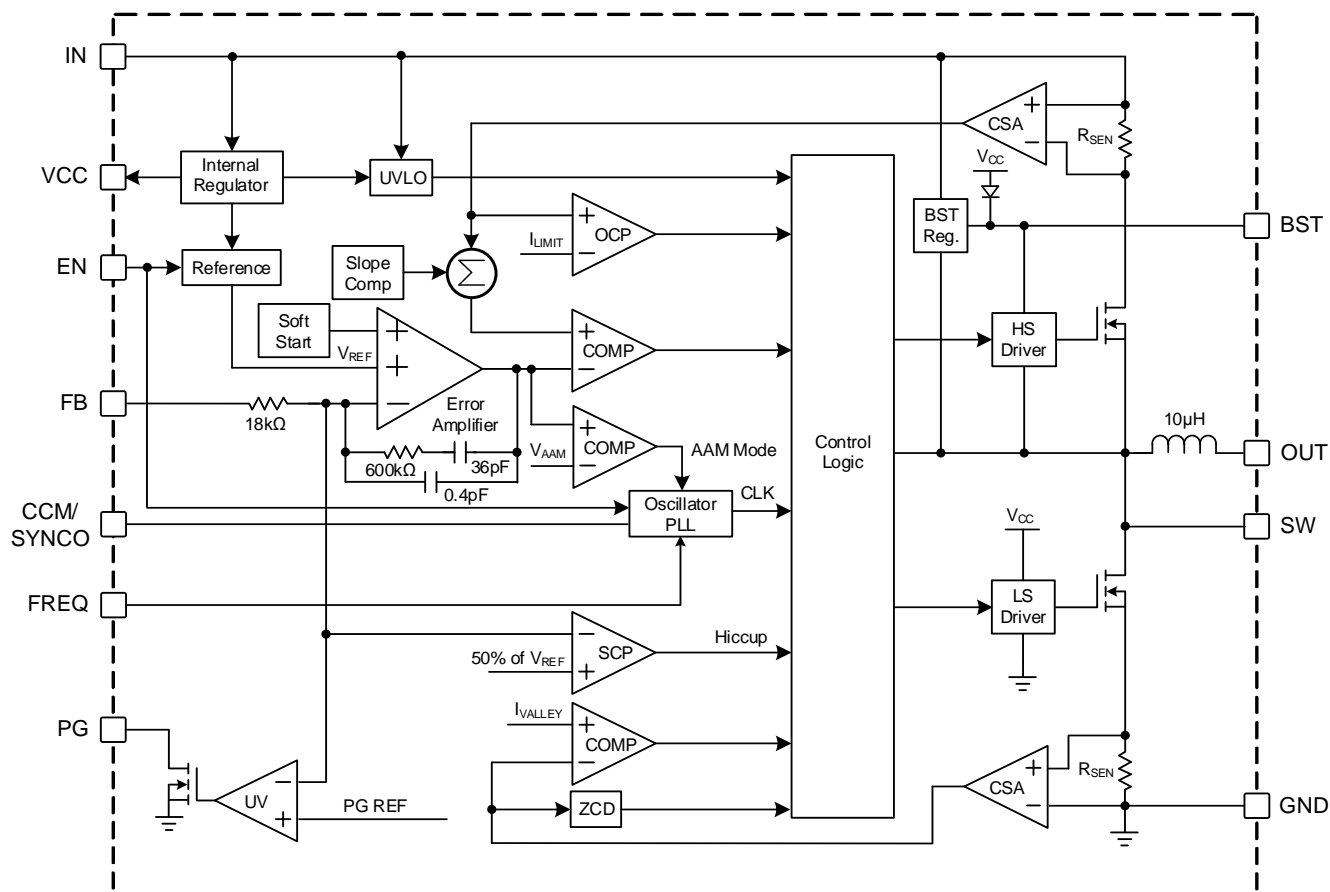 IN
CSA
+
−
RSEN
VCC
VCC
Internal
Regulator
UVLO
BST
Reg.
BST
+
−
OCP
ILIMIT
EN
Reference
Slope
Comp
Σ
Soft
Start
VREF
+
+
−
Error
Amplifier
+
−
COMP
HS
Driver
FB
18kΩ
600kΩ
36pF
0.4pF
+
−
COMP
VAAM
AAM Mode
Control
Logic
10µH
OUT
CCM/
SYNCO
Oscillator
PLL
CLK
VCC
SW
FREQ
LS
Driver
−
+
SCP
50% of VREF
Hiccup
PG
IVALLEY
+
−
COMP
UV
−
+
PG REF
ZCD
CSA
+
−
RSEN
GND